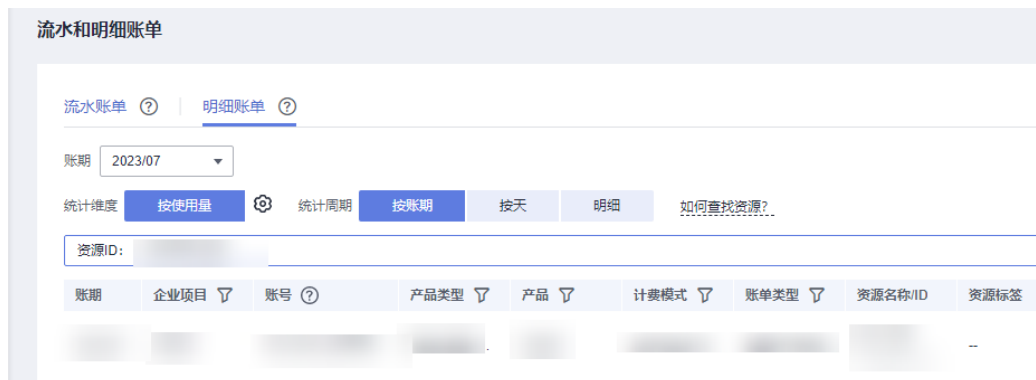 流水和明细账单
流水账单 明细账单
账期 2023/07
统计维度 按使用量 统计周期 按账期 按天 明细 如何查找资源?
资源ID:
账期 企业项目 账号 产品类型 产品 计费模式 账单类型 资源名称/ID 资源标签
--